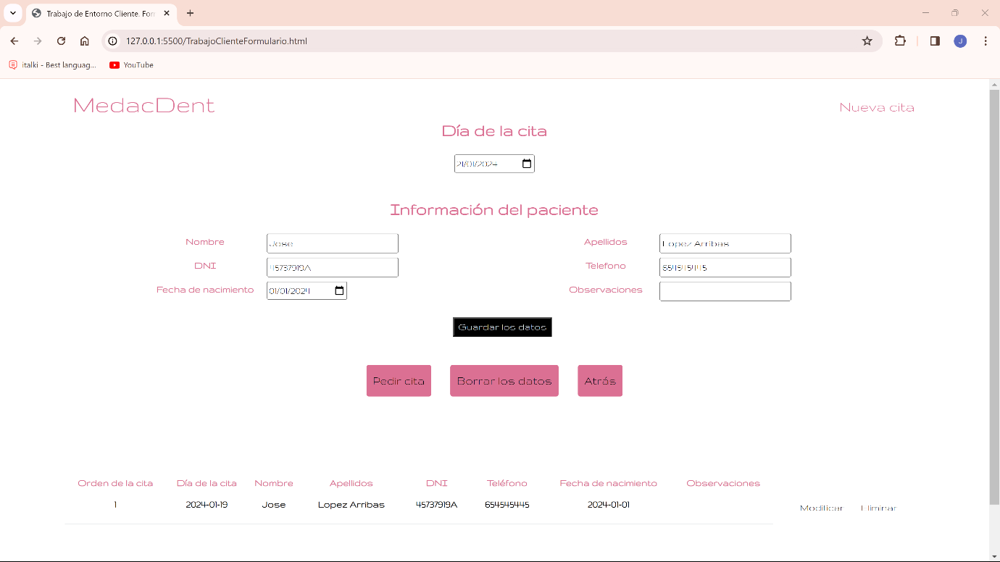 Trabajo de Entorno Cliente. For
127.0.0.1:5500/TrabajoClienteFormulario.html
J
italki - Best languag...
YouTube
MedacDent
Nueva cita
Día de la cita
21/01/2024
Información del paciente
Nombre
Jose
Apellidos
Lopez Arribas
DNI
45737919A
Telefono
654545445
Fecha de nacimiento
01/01/2024
Observaciones
Guardar los datos
Pedir cita
Borrar los datos
Atrás
Orden de la cita Día de la cita Nombre Apellidos DNI Teléfono Fecha de nacimiento Observaciones
1 2024-01-19 Jose Lopez Arribas 45737919A 654545445 2024-01-01
Modificar Eliminar